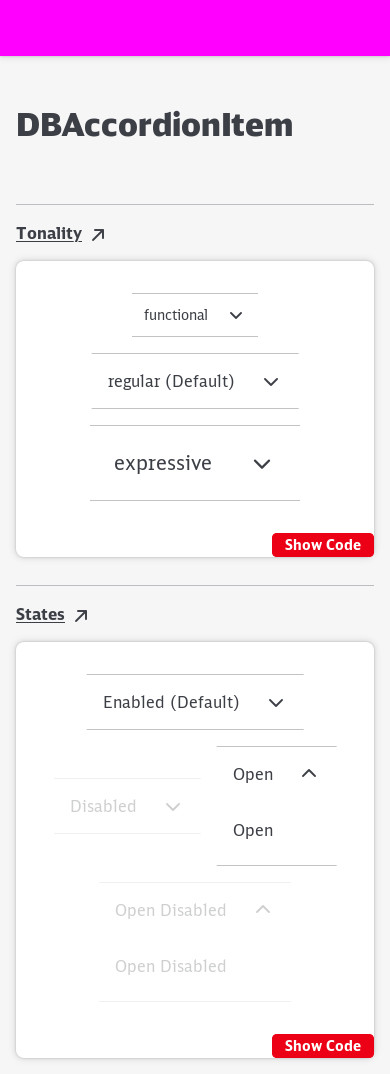 DBAccordionItem
Tonality
functional
regular (Default)
expressive
Show Code
States
Enabled (Default)
Disabled
Open
Open
Open Disabled
Open Disabled
Show Code